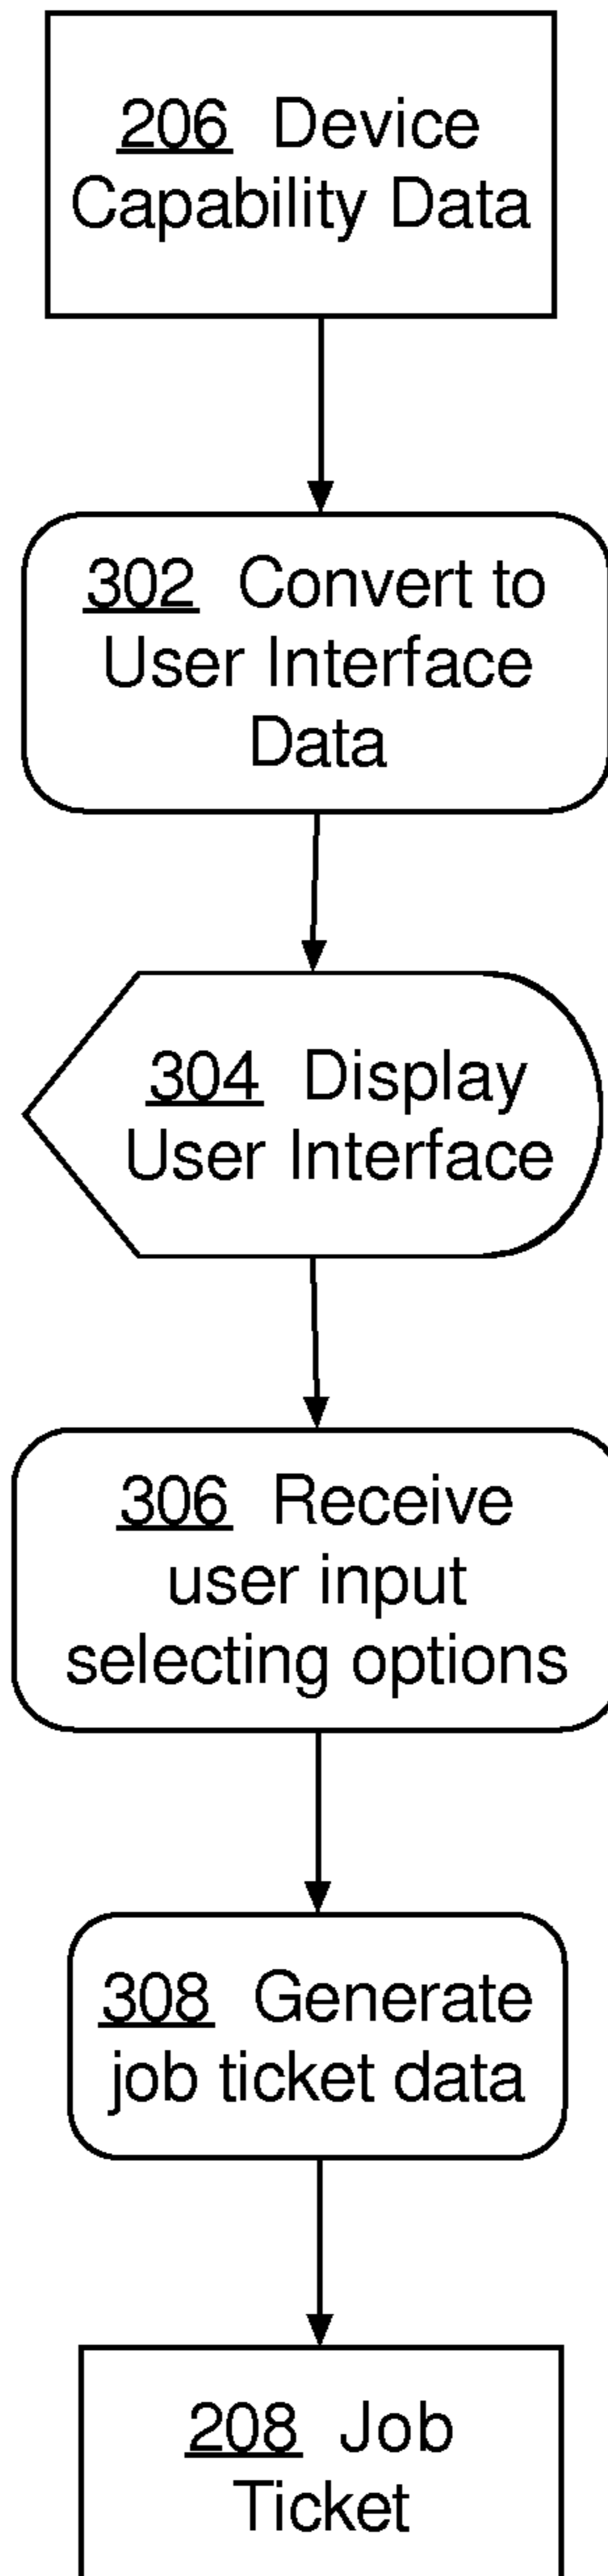 206 Device
Capability Data
302 Convert to
User Interface
Data
304 Display
User Interface
306 Receive
user input
selecting options
308 Generate
job ticket data
208 Job
Ticket